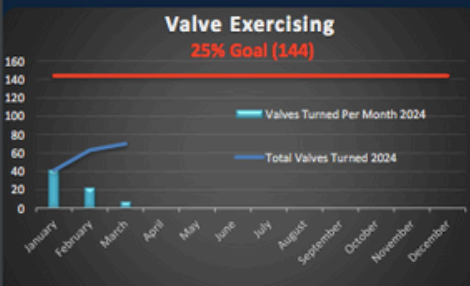 Valve Exercising
25% Goal (144)
160
140
120
100
80
60
40
20
0
Valves Turned Per Month 2024
Total Valves Turned 2024
January
February
March
April
May
June
July
August
September
October
November
December